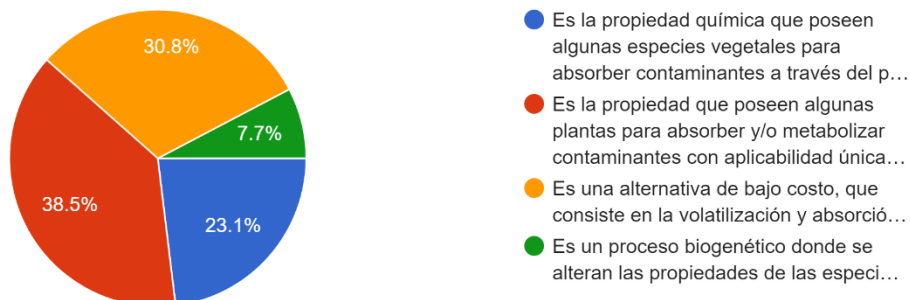 30.8%
7.7%
38.5%
23.1%
Es la propiedad química que poseen
algunas especies vegetales para
absorber contaminantes a través del p…
Es la propiedad que poseen algunas
plantas para absorber y/o metabolizar
contaminantes con aplicabilidad única…
Es una alternativa de bajo costo, que
consiste en la volatilización y absorció…
Es un proceso biogenético donde se
alteran las propiedades de las especi…